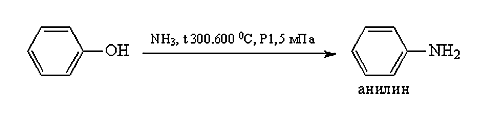 NH3, t 300.600 ⁰C, P1,5 мПа
OH
NH2
анилин